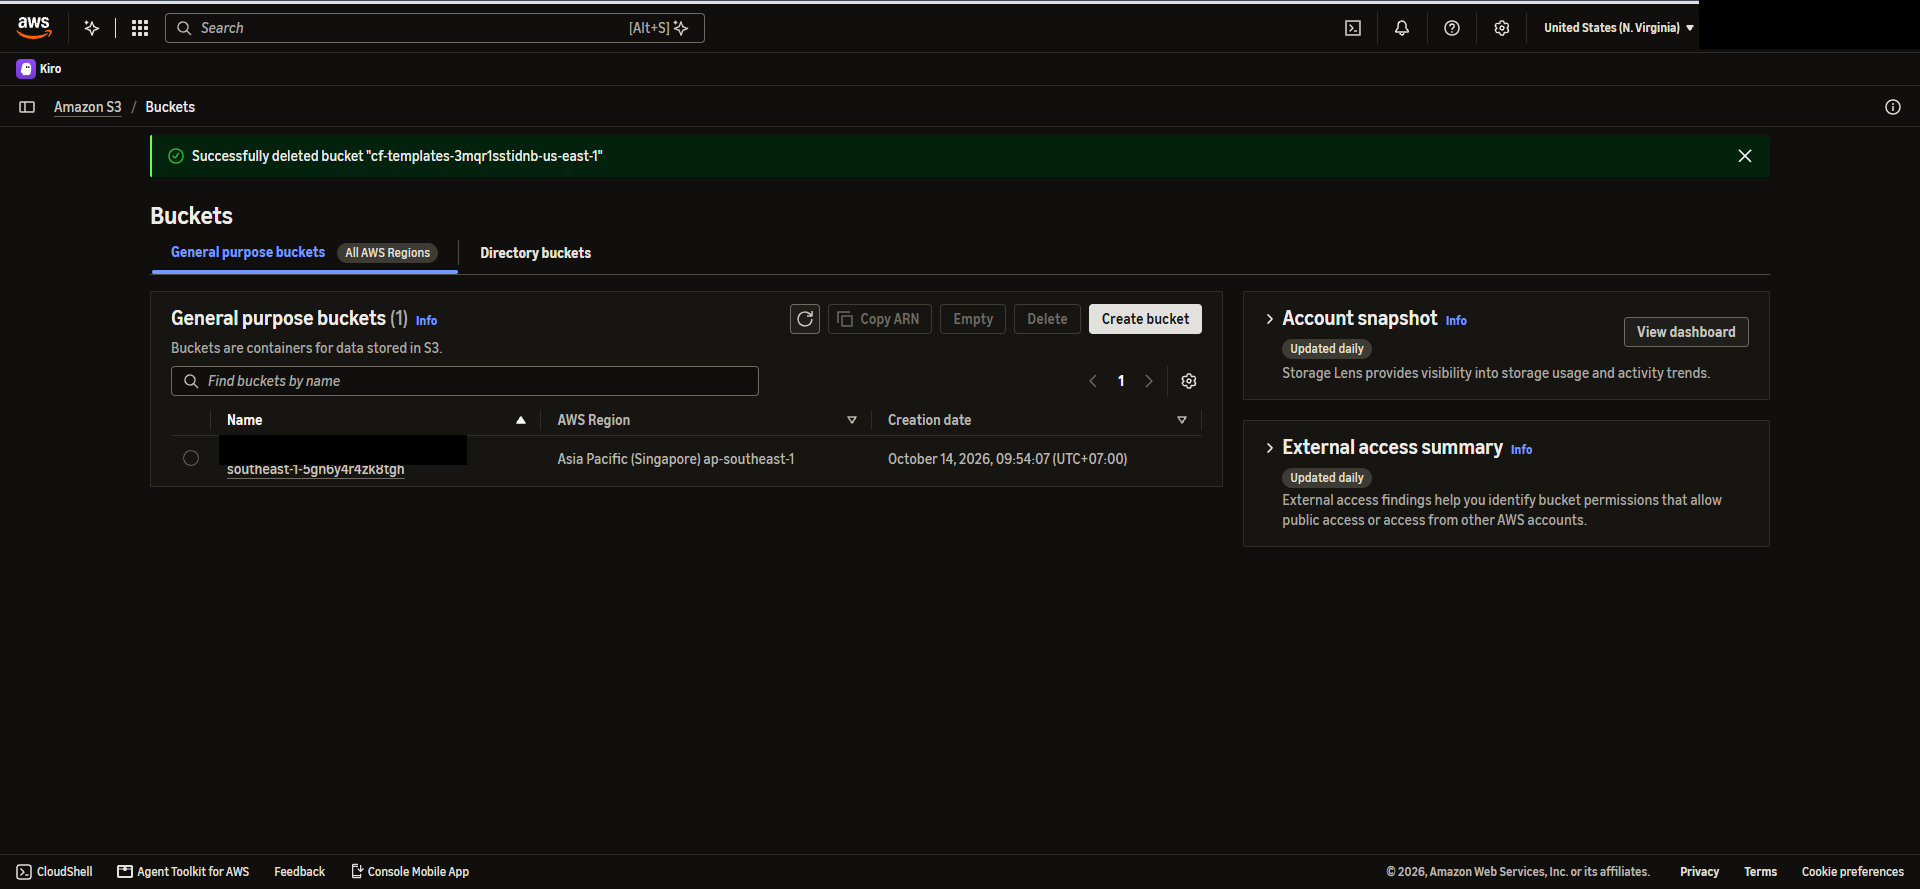 aws
Search [Alt+S]
United States (N. Virginia)
Kiro
Amazon S3 / Buckets
Successfully deleted bucket "cf-templates-3mqr1sstidnb-us-east-1"
Buckets
General purpose buckets All AWS Regions Directory buckets
General purpose buckets (1) Info
Copy ARN Empty Delete Create bucket
Buckets are containers for data stored in S3.
Find buckets by name
1
Name AWS Region Creation date
southeast-1-5gh6y4r4zk8tgh Asia Pacific (Singapore) ap-southeast-1 October 14, 2026, 09:54:07 (UTC+07:00)
Account snapshot Info
View dashboard
Updated daily
Storage Lens provides visibility into storage usage and activity trends.
External access summary Info
Updated daily
External access findings help you identify bucket permissions that allow
public access or access from other AWS accounts.
CloudShell Agent Toolkit for AWS Feedback Console Mobile App © 2026, Amazon Web Services, Inc. or its affiliates. Privacy Terms Cookie preferences